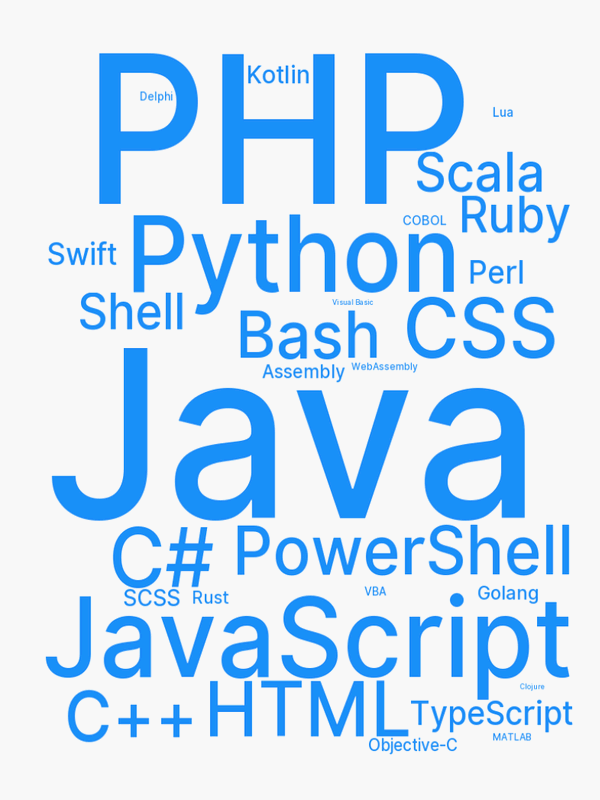 PHP
Kotlin
Delphi
Lua
Scala
Ruby
COBOL
Python
Swift
Perl
Shell
Visual Basic
CSS
Bash
WebAssembly
Assembly
Java
C#
PowerShell
SCSS
Rust
VBA
Golang
JavaScript
Clojure
C++
HTML
TypeScript
MATLAB
Objective-C